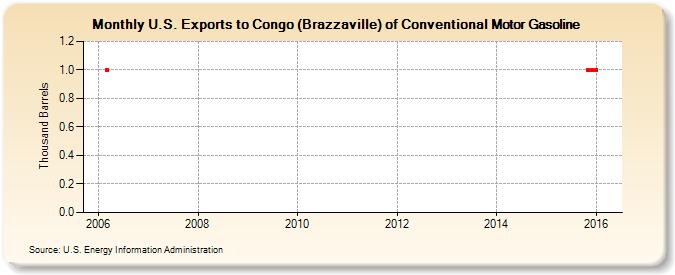 Monthly U.S. Exports to Congo (Brazzaville) of Conventional Motor Gasoline
Thousand Barrels
1.2
1.0
0.8
0.6
0.4
0.2
0.0
2006 2008 2010 2012 2014 2016
Source: U.S. Energy Information Administration